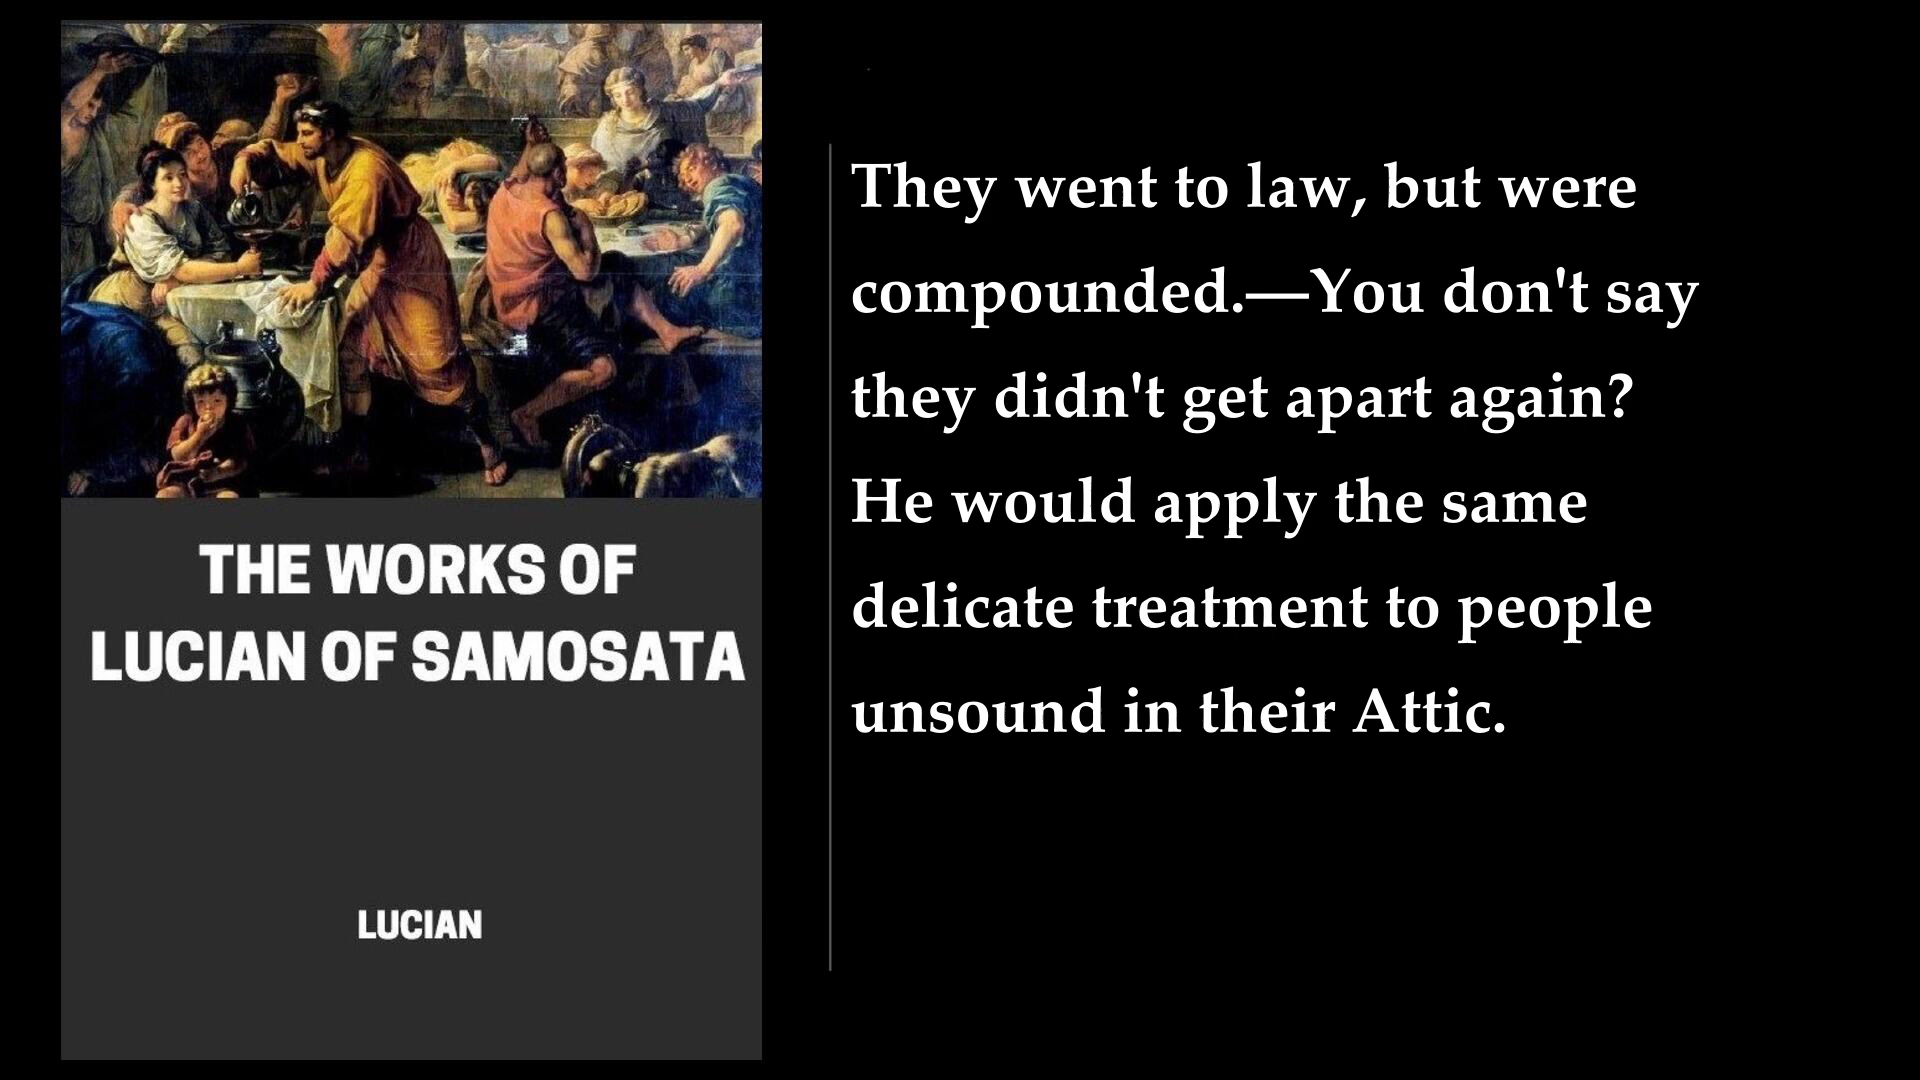 THE WORKS OF
LUCIAN OF SAMOSATA
LUCIAN
They went to law, but were
compounded.—You don't say
they didn't get apart again?
He would apply the same
delicate treatment to people
unsound in their Attic.